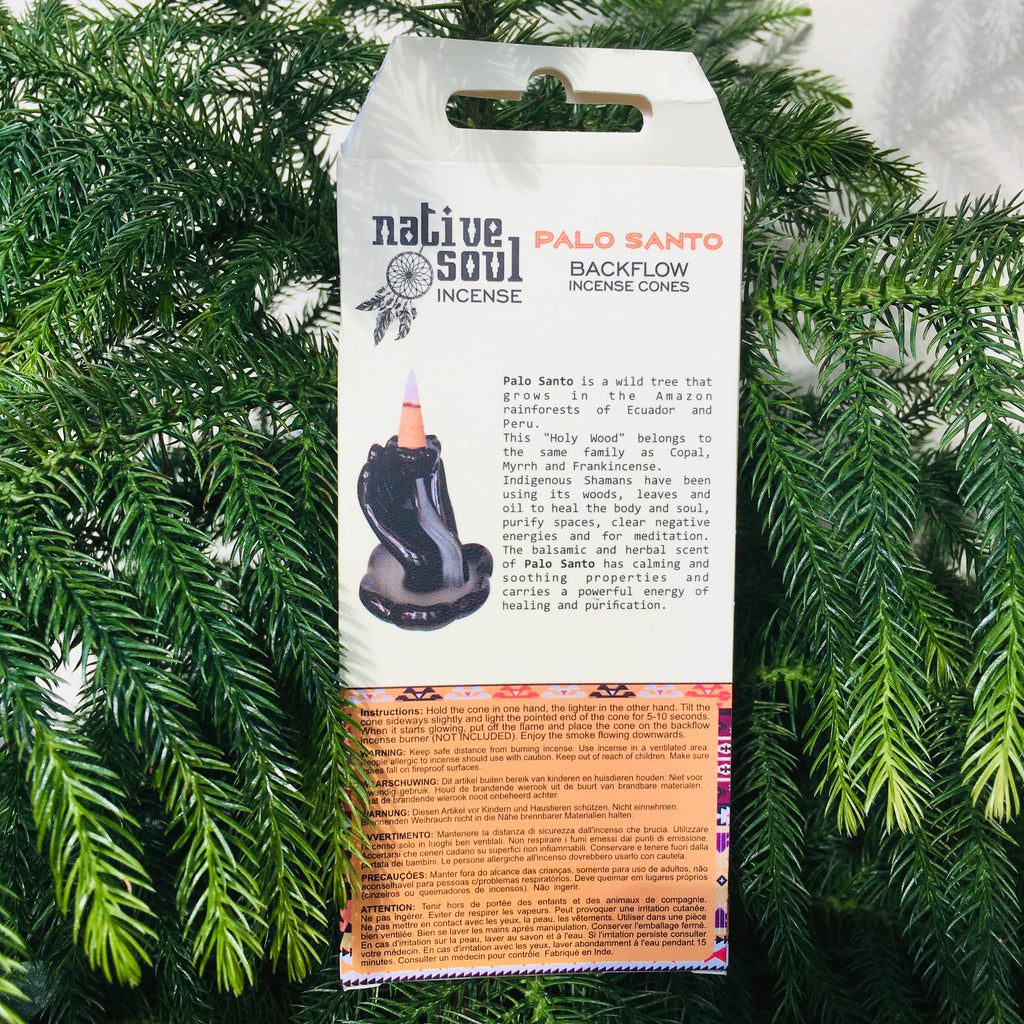 native
soul
INCENSE
PALO SANTO
BACKFLOW
INCENSE CONES
Palo Santo is a wild tree that
grows in the Amazon
rainforests of Ecuador and
Peru.
This "Holy Wood" belongs to
the same family as Copal,
Myrrh and Frankincense.
Indigenous Shamans have been
using its woods, leaves and
oil to heal the body and soul,
purify spaces, clear negative
energies and for meditation.
The balsamic and herbal scent
of Palo Santo has calming and
soothing properties and
carries a powerful energy of
healing and purification.
Instructions: Hold the cone in one hand, the lighter in the other hand. Tilt the
cone sideways slightly and light the pointed end of the cone for 5-10 seconds.
When it starts glowing, put off the flame and place the cone on the backflow
incense burner (NOT INCLUDED). Enjoy the smoke flowing downwards.
WARNING: Keep safe distance from burning incense. Use incense in a ventilated area.
People allergic to incense should use with caution. Keep out of reach of children. Make sure
fall on fireproof surfaces.
WAARSCHUWING: Dit artikel buiten bereik van kinderen en huisdieren houden. Niet voor
gebruik. Houd de brandende wierook uit de buurt van brandbare materialen.
de brandende wierook nooit onbeheerd achter.
WARNUNG: Diesen Artikel vor Kindern und Haustieren schützen. Nicht einnehmen.
Brennenden Weihrauch nicht in die Nähe brennbarer Materialien halten.
AVVERTIMENTO: Mantenere la distanza di sicurezza dall'incenso che brucia. Utilizzare
l'incenso solo in luoghi ben ventilati. Non respirare i fumi emessi dai punti di emissione.
Accertarsi che ceneri cadano su superfici non infiammabili. Conservare e tenere fuori dalla
portata dei bambini. Le persone allergiche all'incenso dovrebbero usarlo con cautela.
PRECAUÇÕES: Manter fora do alcance das crianças, somente para uso de adultos, não
aconselhavel para pessoas c/problemas respiratórios. Deve queimar em lugares próprios
(cinzeiros ou queimadores de incensos). Não ingerir.
ATTENTION: Tenir hors de portée des enfants et des animaux de compagnie.
Ne pas ingérer. Eviter de respirer les vapeurs. Peut provoquer une irritation cutanée.
Ne pas mettre en contact avec les yeux, la peau, les vêtements. Utiliser dans une pièce
bien ventilée. Bien se laver les mains après manipulation. Conserver l'emballage fermé.
En cas d'irritation sur la peau, laver au savon et à l'eau. Si l'irritation persiste consulter
votre médecin. En cas d'irritation avec les yeux, laver abondamment à l'eau pendant 15
minutes. Consulter un médecin pour contrôle. Fabriqué en Inde.